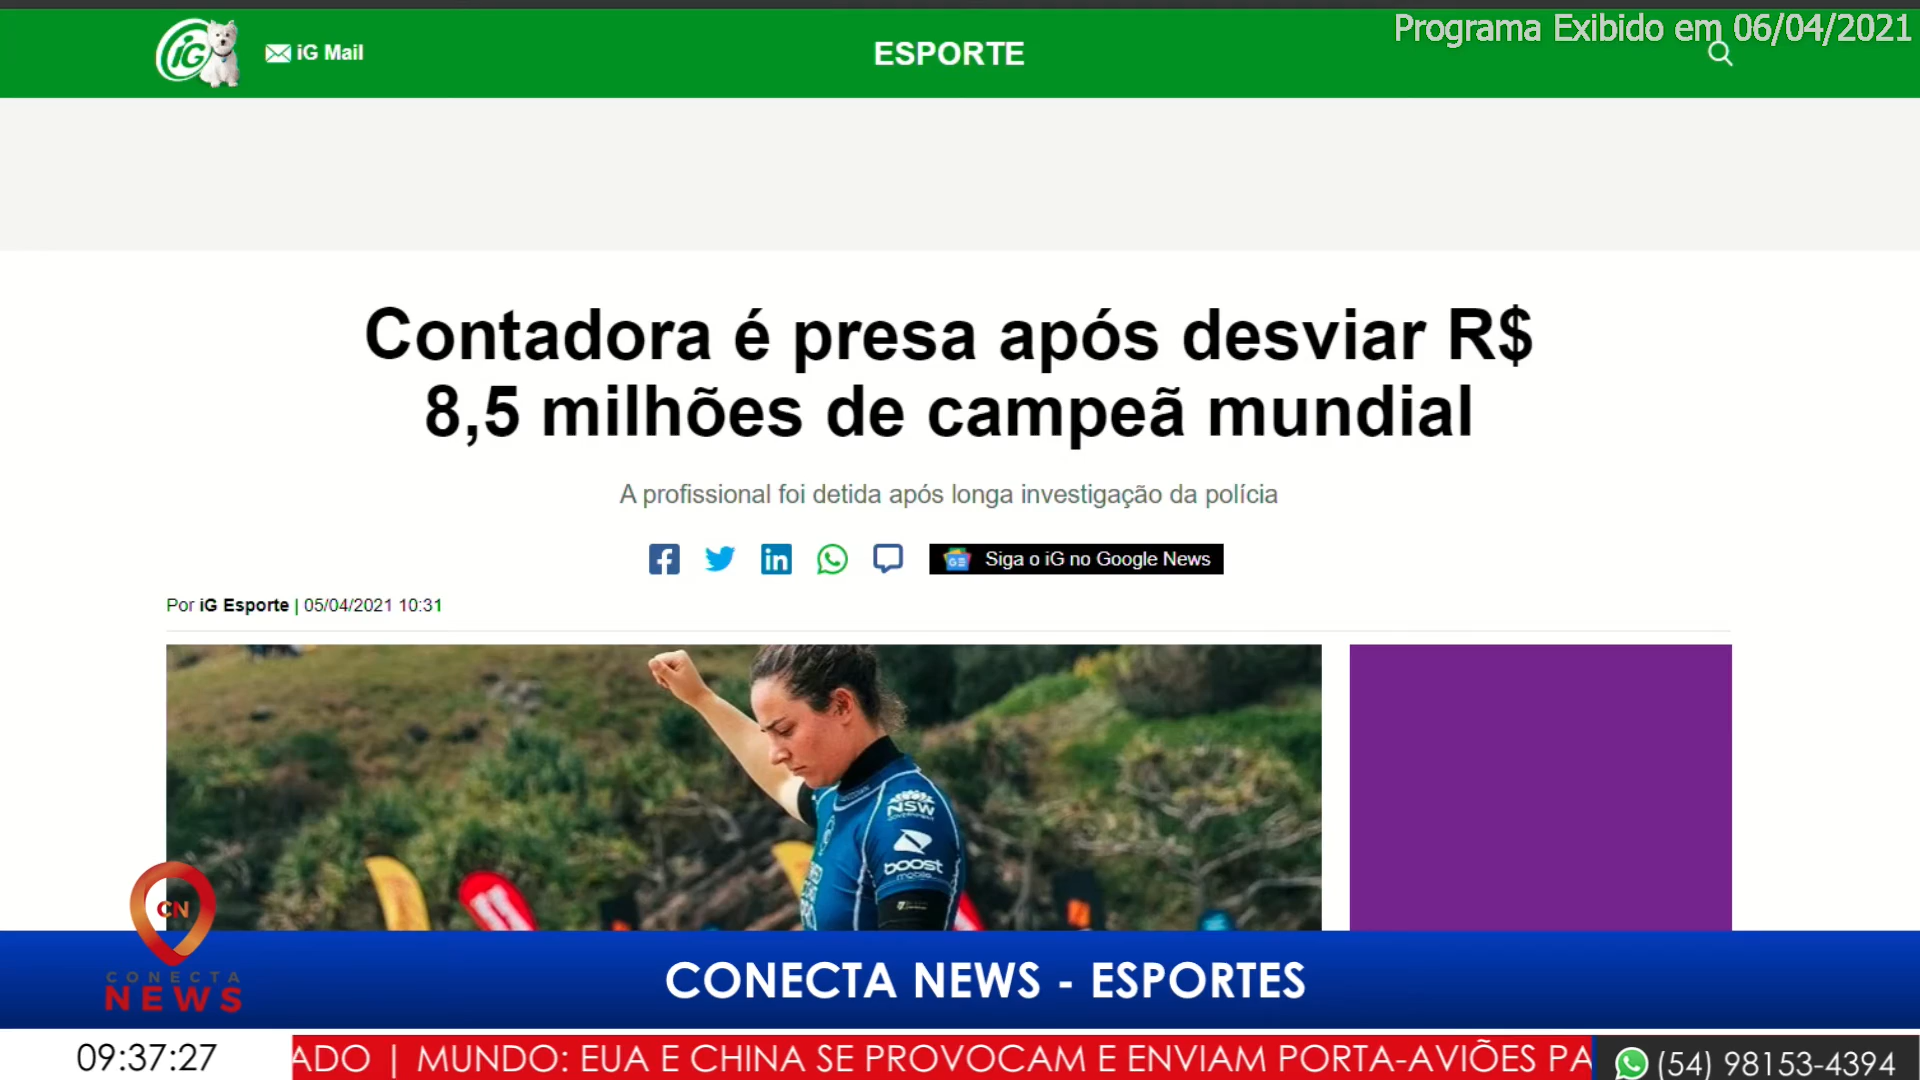 Programa Exibido em 06/04/2021
iG
iG Mail
ESPORTE
Contadora é presa após desviar R$
8,5 milhões de campeã mundial
A profissional foi detida após longa investigação da polícia
Siga o iG no Google News
Por iG Esporte | 05/04/2021 10:31
NSW
GOVERNMENT
boost
mobile
CN
CONECTA
NEWS
CONECTA NEWS - ESPORTES
09:37:27
ADO | MUNDO: EUA E CHINA SE PROVOCAM E ENVIAM PORTA-AVIÕES PA
(54) 98153-4394